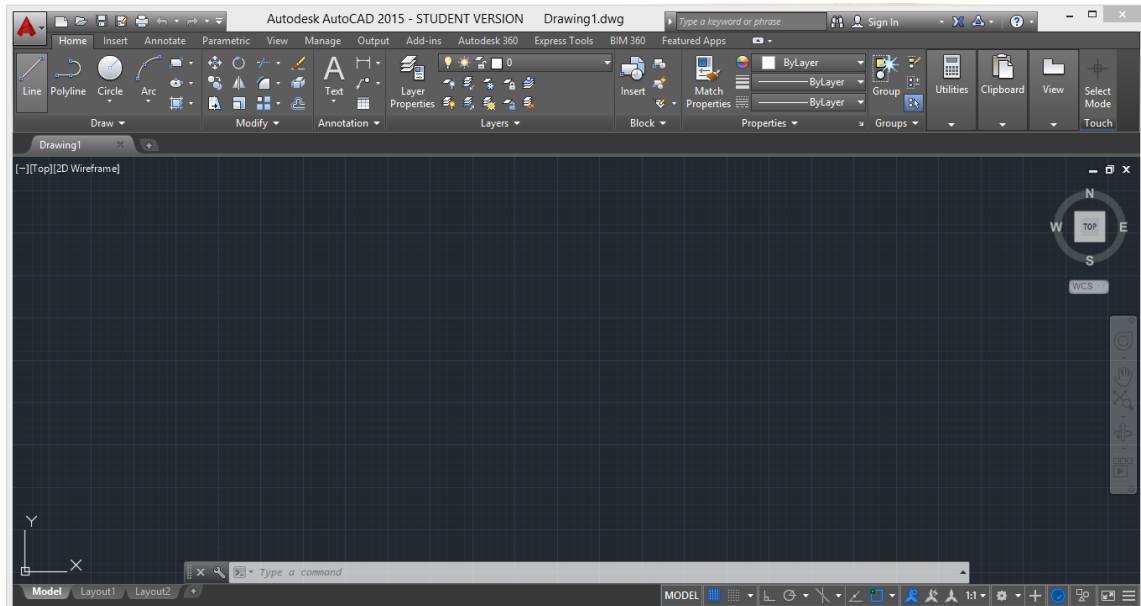 Autodesk AutoCAD 2015 - STUDENT VERSION Drawing1.dwg Type a keyword or phrase Sign In
Home Insert Annotate Parametric View Manage Output Add-ins Autodesk 360 Express Tools BIM 360 Featured Apps
Line Polyline Circle Arc Text Layer Properties 0 Insert Match Properties ByLayer ByLayer ByLayer Group Utilities Clipboard View Select Mode
Draw Modify Annotation Layers Block Properties Groups Touch
Drawing1
[−][Top][2D Wireframe]
N
W TOP E
S
WCS
Y
X
Type a command
Model Layout1 Layout2 MODEL 1:1